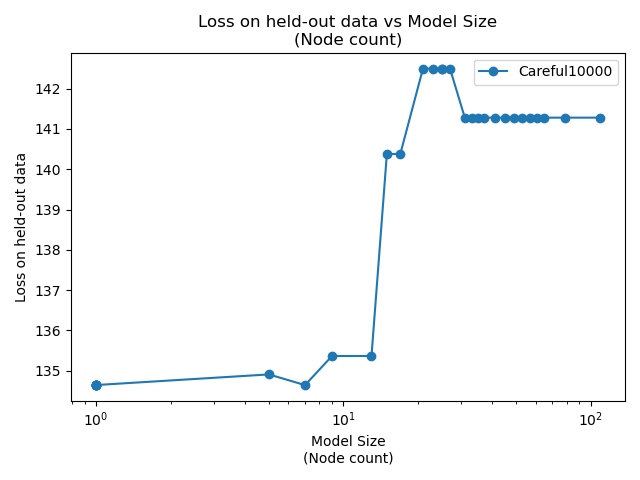 Loss on held-out data vs Model Size
(Node count)
Careful10000
Loss on held-out data
142
141
140
139
138
137
136
135
10⁰
10¹
10²
Model Size
(Node count)